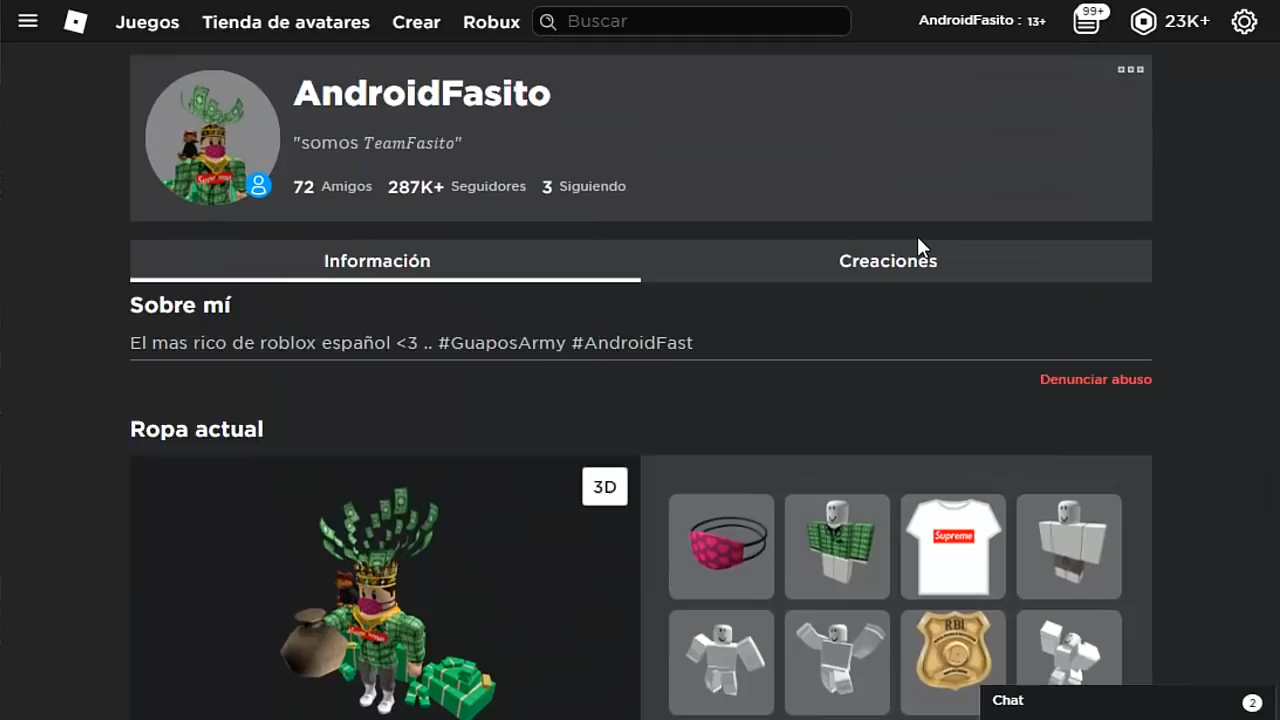 Juegos Tienda de avatares Crear Robux Buscar AndroidFasito : 13+ 99+ 23K+
AndroidFasito
"somos TeamFasito"
72 Amigos 287K+ Seguidores 3 Siguiendo
Información Creaciones
Sobre mí
El mas rico de roblox español <3 .. #GuaposArmy #AndroidFast
Denunciar abuso
Ropa actual
3D
Supreme
RBI
Chat 2